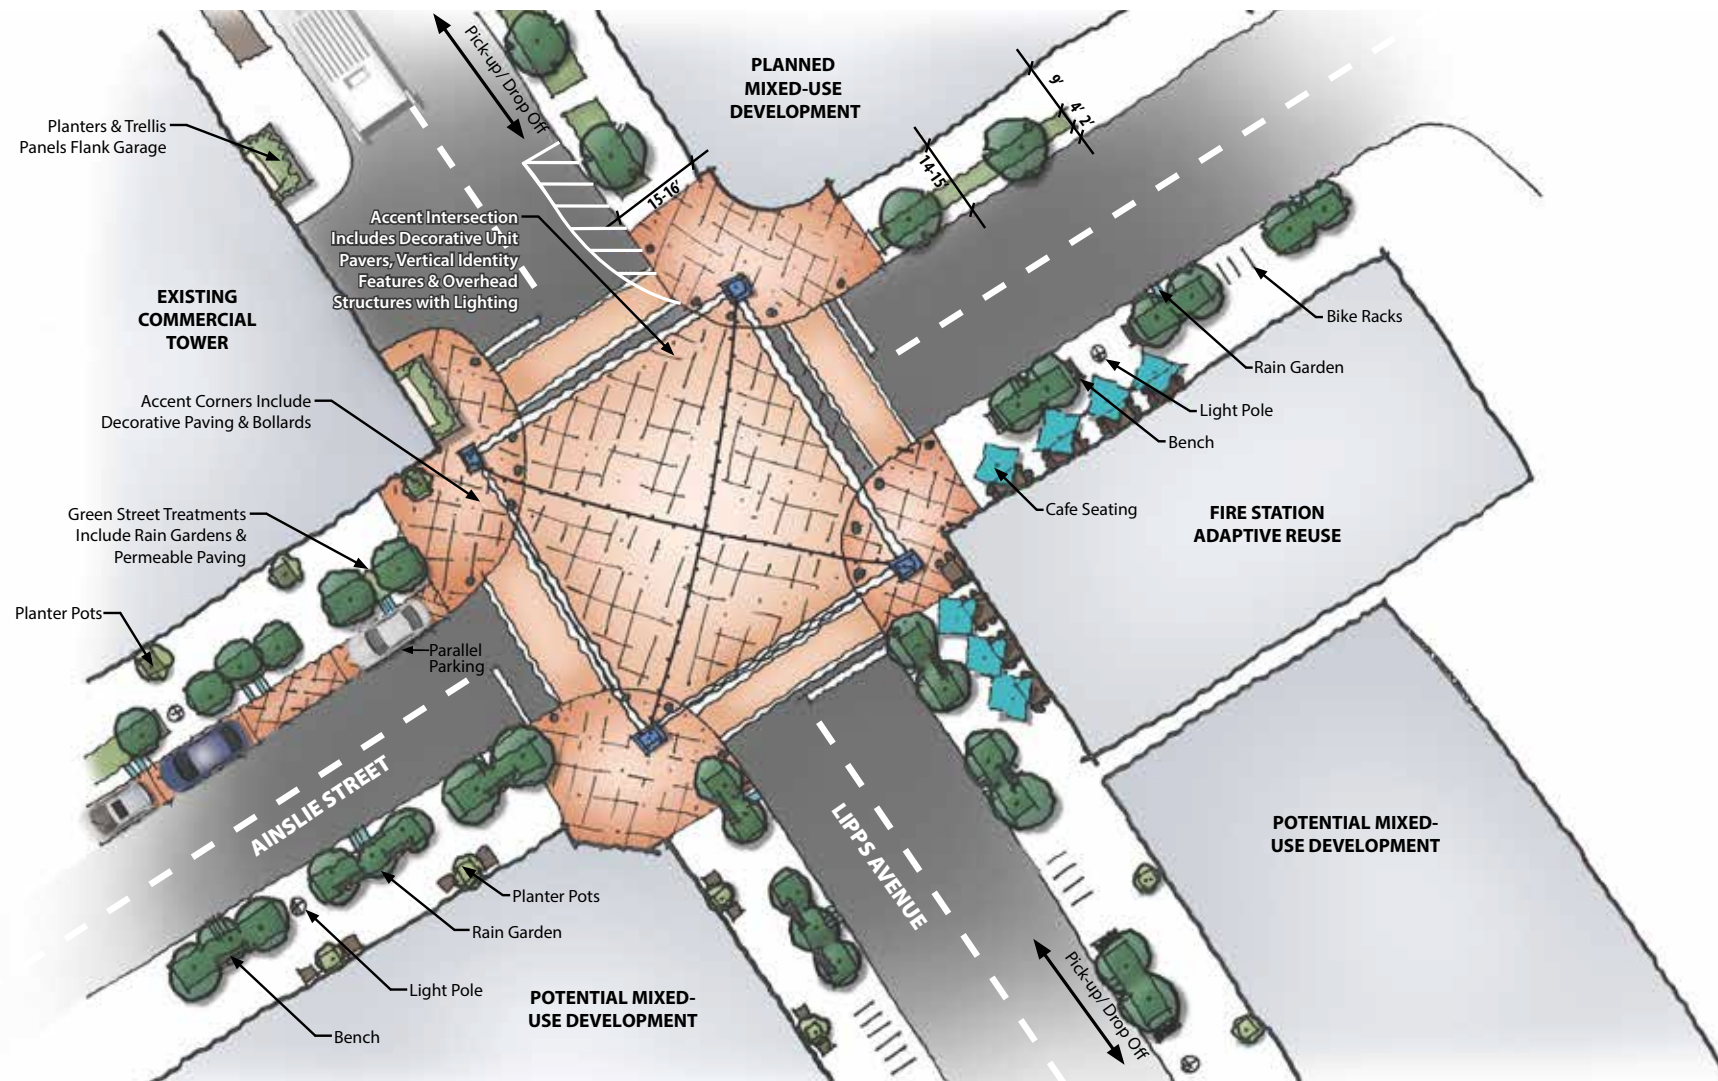 Pick-up/ Drop Off
PLANNED
MIXED-USE
DEVELOPMENT
9’
4’
2’
14-15’
15-16’
Planters & Trellis
Panels Flank Garage
Accent Intersection
Includes Decorative Unit
Pavers, Vertical Identity
Features & Overhead
Structures with Lighting
EXISTING
COMMERCIAL
TOWER
Bike Racks
Rain Garden
Light Pole
Bench
Cafe Seating
Accent Corners Include
Decorative Paving & Bollards
FIRE STATION
ADAPTIVE REUSE
Green Street Treatments
Include Rain Gardens &
Permeable Paving
Planter Pots
Parallel
Parking
AINSLIE STREET
LIPPS AVENUE
POTENTIAL MIXED-
USE DEVELOPMENT
Planter Pots
Rain Garden
Light Pole
Bench
POTENTIAL MIXED-
USE DEVELOPMENT
Pick-up/ Drop Off